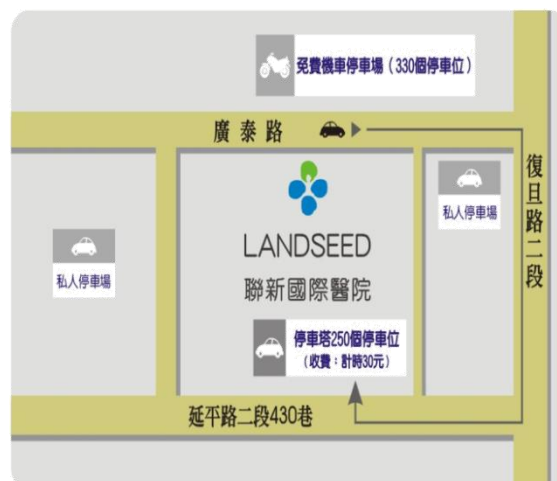 免費機車停車場（330個停車位）
廣泰路
復旦路二段
私人停車場
LANDSEED
聯新國際醫院
私人停車場
停車塔250個停車位
（收費：計時30元）
延平路二段430巷